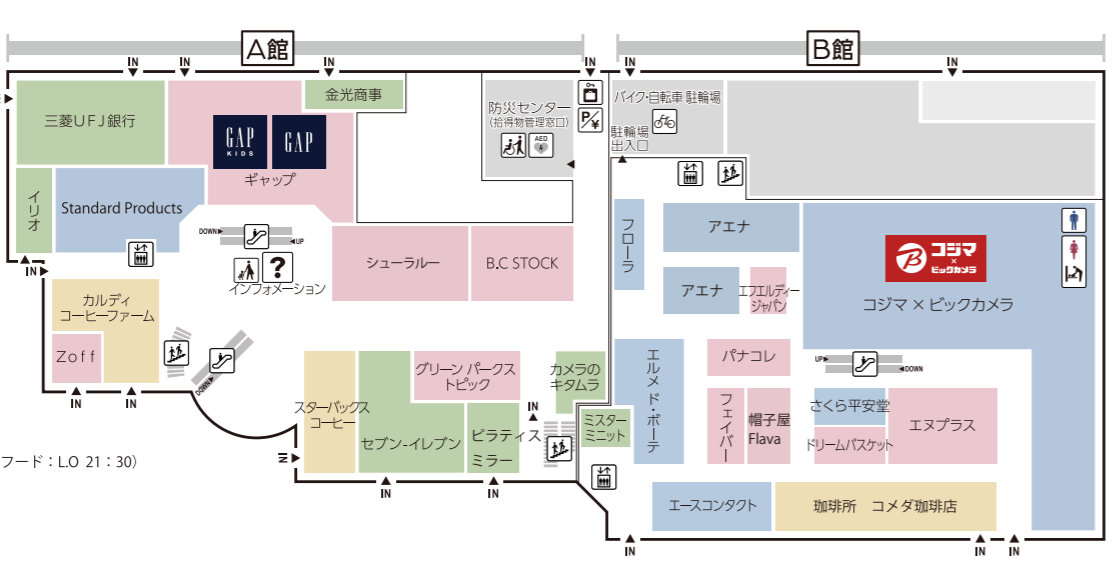 A館
B館
IN
IN
IN
IN
IN
IN
三菱UFJ銀行
GAP
KIDS
GAP
ギャップ
金光商事
防災センター
(拾得物管理窓口)
AED
P/¥
バイク・自転車 駐輪場
駐輪場
出入口
イリオ
Standard Products
DOWN
UP
?
インフォメーション
シューラルー
B.C STOCK
フローラ
アエナ
アエナ
エフエルディー
ジャパン
B
コジマ
×
ビックカメラ
コジマ × ビックカメラ
IN
カルディ
コーヒーファーム
Zoff
DOWN
IN
IN
スターバックス
コーヒー
セブン-イレブン
グリーン パークス
トピック
ピラティス
ミラー
IN
カメラの
キタムラ
ミスター
ミニット
エルメ ド・ボーテ
パナコレ
フェイバー
帽子屋
Flava
UP
DOWN
さくら平安堂
ドリームバスケット
エヌプラス
フード：L.O 21：30）
IN
IN
IN
エースコンタクト
珈琲所 コメダ珈琲店
IN
IN
IN